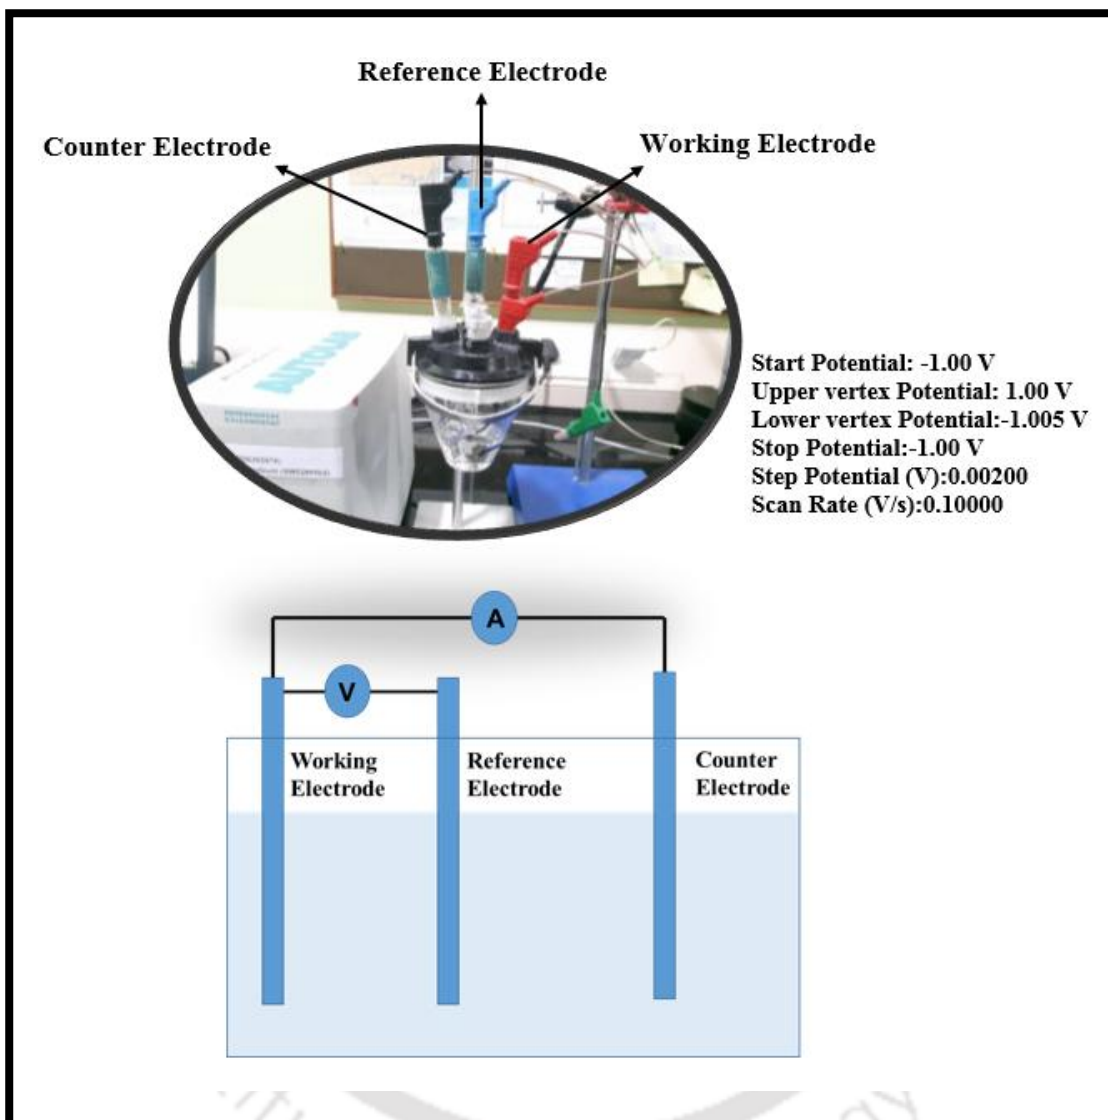 Reference Electrode
Counter Electrode
Working Electrode
AUTOLAB
Start Potential: -1.00 V
Upper vertex Potential: 1.00 V
Lower vertex Potential:-1.005 V
Stop Potential:-1.00 V
Step Potential (V):0.00200
Scan Rate (V/s):0.10000
A
V
Working
Electrode
Reference
Electrode
Counter
Electrode